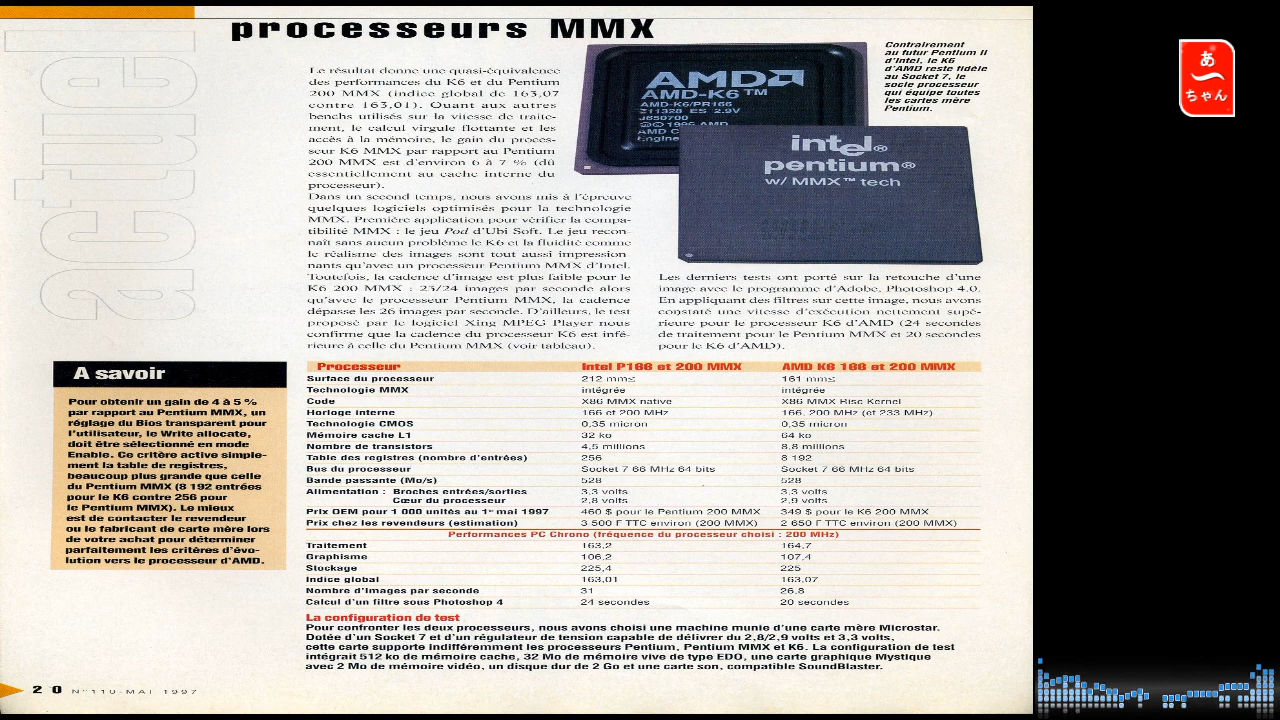 actuel
processeurs MMX
Contrairement
au futur Pentium II
d'Intel, le K6
d'AMD reste fidèle
au Socket 7, le
socle processeur
qui équipe toutes
les cartes mère
Pentium.
AMD
AMD-K6™
AMD-K6/PR166
intel®
pentium®
w/ MMX™ tech
Le résultat donne une quasi-équivalence
des performances du K6 et du Pentium
200 MMX (indice global de 163,07
contre 163,01). Quant aux autres
benchs utilisés sur la vitesse de traite-
ment, le calcul virgule flottante et les
accès à la mémoire, le gain du proces-
seur K6 MMX par rapport au Pentium
200 MMX est d'environ 6 à 7 % (dû
essentiellement au cache interne du
processeur).
Dans un second temps, nous avons mis à l'épreuve
quelques logiciels optimisés pour la technologie
MMX. Première application pour vérifier la compa-
tibilité MMX : le jeu Pod d'Ubi Soft. Le jeu recon-
naît sans aucun problème le K6 et la fluidité comme
le réalisme des images sont tout aussi impression-
nants qu'avec un processeur Pentium MMX d'Intel.
Toutefois, la cadence d'image est plus faible pour le
K6 200 MMX : 23/24 images par seconde alors
qu'avec le processeur Pentium MMX, la cadence
dépasse les 26 images par seconde. D'ailleurs, le test
proposé par le logiciel Xing MPEG Player nous
confirme que la cadence du processeur K6 est infé-
rieure à celle du Pentium MMX (voir tableau).
Les derniers tests ont porté sur la retouche d'une
image avec le programme d'Adobe, Photoshop 4.0.
En appliquant des filtres sur cette image, nous avons
constaté une vitesse d'exécution nettement supé-
rieure pour le processeur K6 d'AMD (24 secondes
de traitement pour le Pentium MMX et 20 secondes
pour le K6 d'AMD).
A savoir
Pour obtenir un gain de 4 à 5 %
par rapport au Pentium MMX, un
réglage du Bios transparent pour
l'utilisateur, le Write allocate,
doit être sélectionné en mode
Enable. Ce critère active simple-
ment la table de registres,
beaucoup plus grande que celle
du Pentium MMX (8 192 entrées
pour le K6 contre 256 pour
le Pentium MMX). Le mieux
est de contacter le revendeur
ou le fabricant de carte mère lors
de votre achat pour déterminer
parfaitement les critères d'évo-
lution vers le processeur d'AMD.
Processeur Intel P166 et 200 MMX AMD K6 166 et 200 MMX
Surface du processeur 212 mm² 161 mm²
Technologie MMX intégrée intégrée
Code X86 MMX native X86 MMX Risc Kernel
Horloge interne 166 et 200 MHz 166, 200 MHz (et 233 MHz)
Technologie CMOS 0,35 micron 0,35 micron
Mémoire cache L1 32 ko 64 ko
Nombre de transistors 4,5 millions 8,8 millions
Table des registres (nombre d'entrées) 256 8 192
Bus du processeur Socket 7 66 MHz 64 bits Socket 7 66 MHz 64 bits
Bande passante (Mo/s) 528 528
Alimentation : Broches entrées/sorties 3,3 volts 3,3 volts
Cœur du processeur 2,8 volts 2,9 volts
Prix OEM pour 1 000 unités au 1er mai 1997 460 $ pour le Pentium 200 MMX 349 $ pour le K6 200 MMX
Prix chez les revendeurs (estimation) 3 500 F TTC environ (200 MMX) 2 650 F TTC environ (200 MMX)
Performances PC Chrono (fréquence du processeur choisi : 200 MHz)
Traitement 163,2 164,7
Graphisme 106,2 107,4
Stockage 225,4 225
Indice global 163,01 163,07
Nombre d'images par seconde 31 26,8
Calcul d'un filtre sous Photoshop 4 24 secondes 20 secondes
La configuration de test
Pour confronter les deux processeurs, nous avons choisi une machine munie d'une carte mère Microstar.
Dotée d'un Socket 7 et d'un régulateur de tension capable de délivrer du 2,8/2,9 volts et 3,3 volts,
cette carte supporte indifféremment les processeurs Pentium, Pentium MMX et K6. La configuration de test
intégrait 512 ko de mémoire cache, 32 Mo de mémoire vive de type EDO, une carte graphique Mystique
avec 2 Mo de mémoire vidéo, un disque dur de 2 Go et une carte son, compatible SoundBlaster.
20 N°110-MAI 1997
あーちゃん